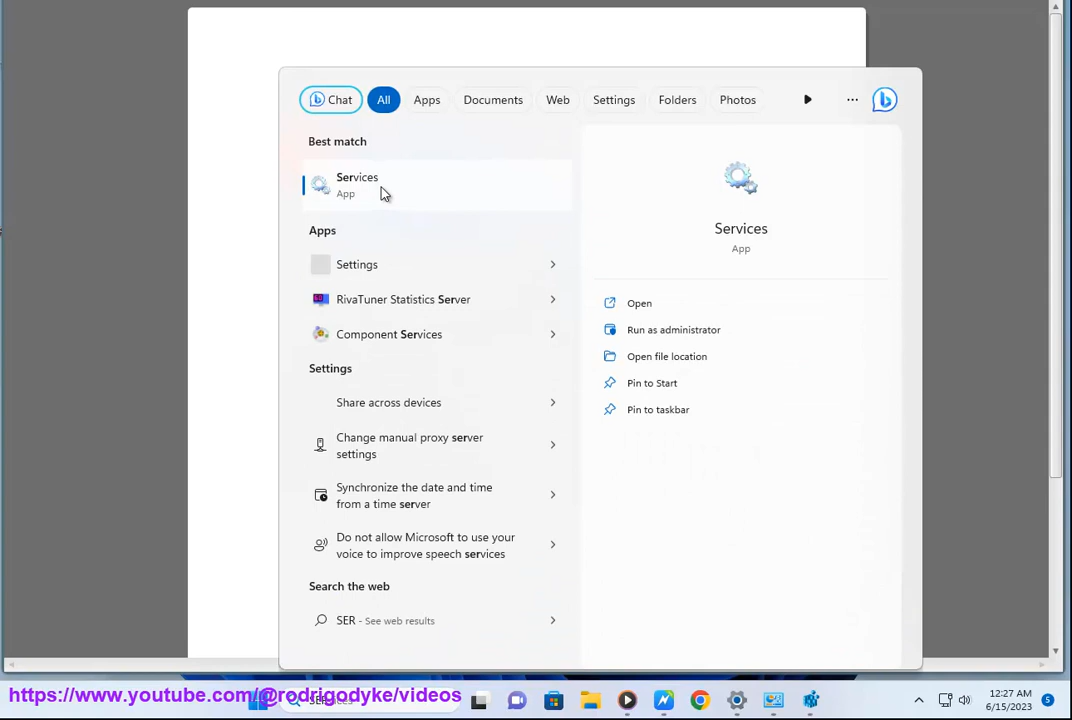 Chat All Apps Documents Web Settings Folders Photos
Best match
Services
App
Services
App
Apps
Settings
RivaTuner Statistics Server
Component Services
Open
Run as administrator
Open file location
Pin to Start
Pin to taskbar
Settings
Share across devices
Change manual proxy server
settings
Synchronize the date and time
from a time server
Do not allow Microsoft to use your
voice to improve speech services
Search the web
SER - See web results
https://www.youtube.com/@rodrigodyke/videos
12:27 AM
6/15/2023
5